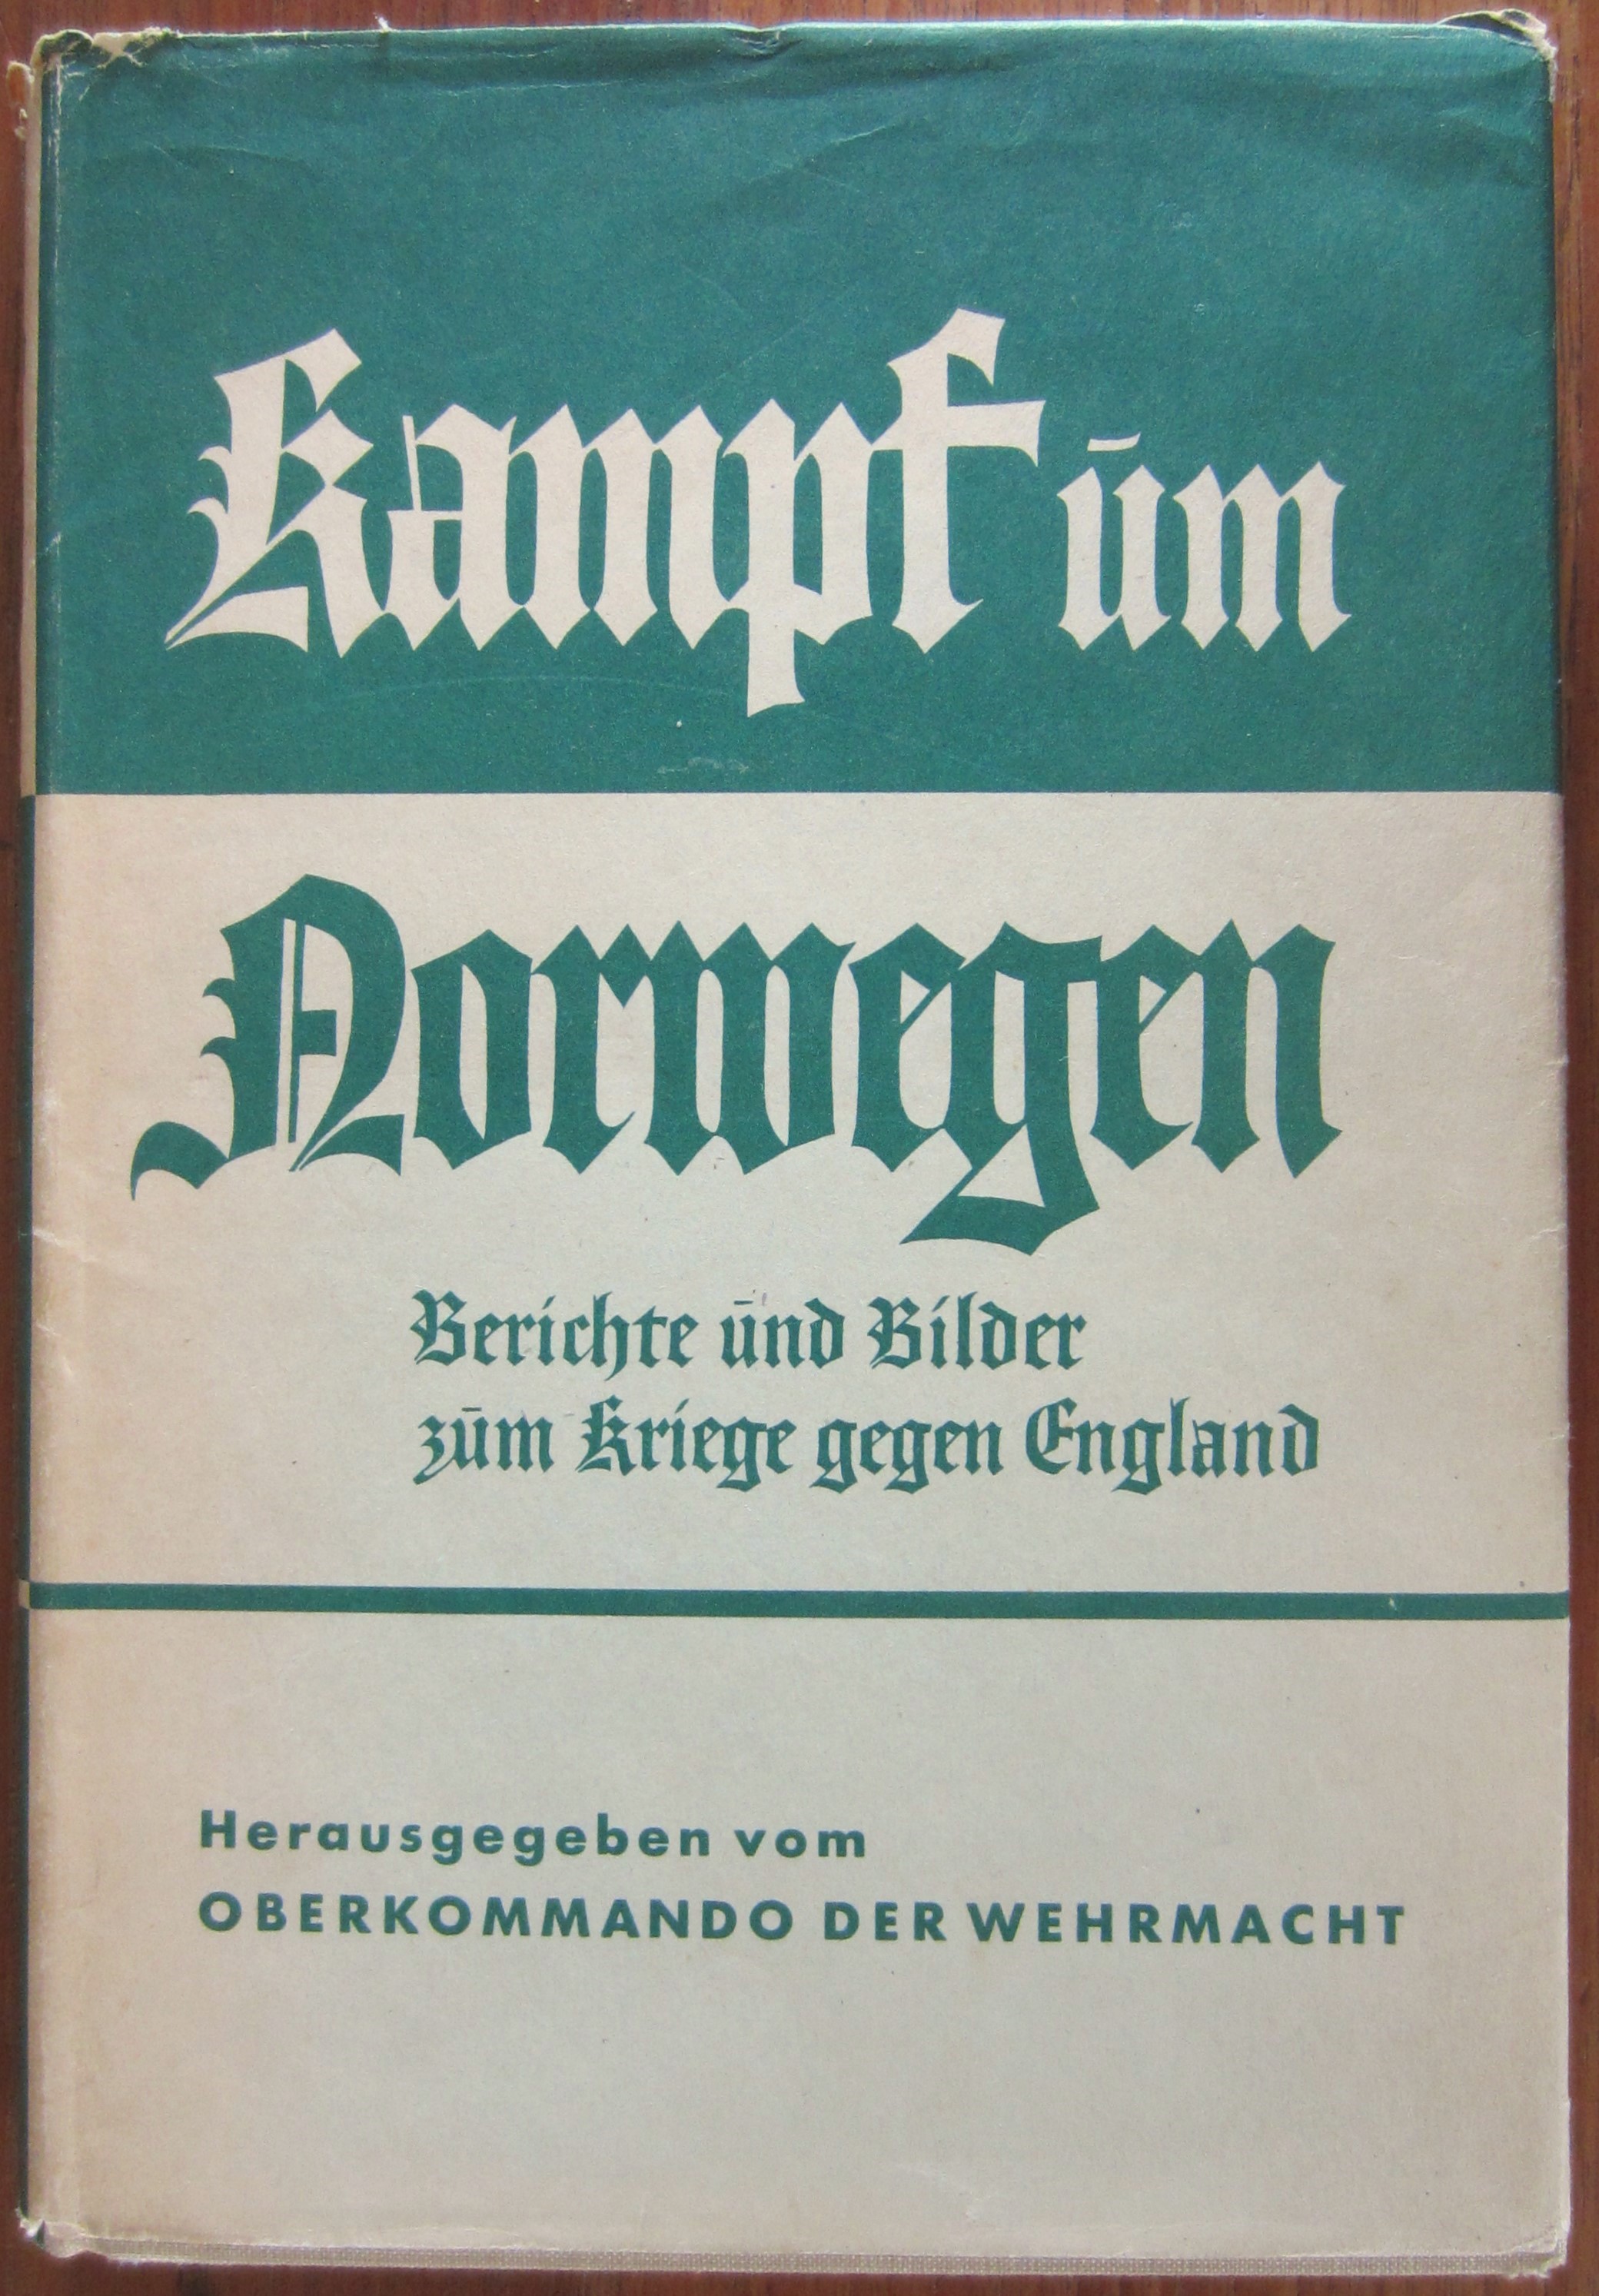 Kampf um
Norwegen
Berichte und Bilder
zum Kriege gegen England
Herausgegeben vom
OBERKOMMANDO DER WEHRMACHT